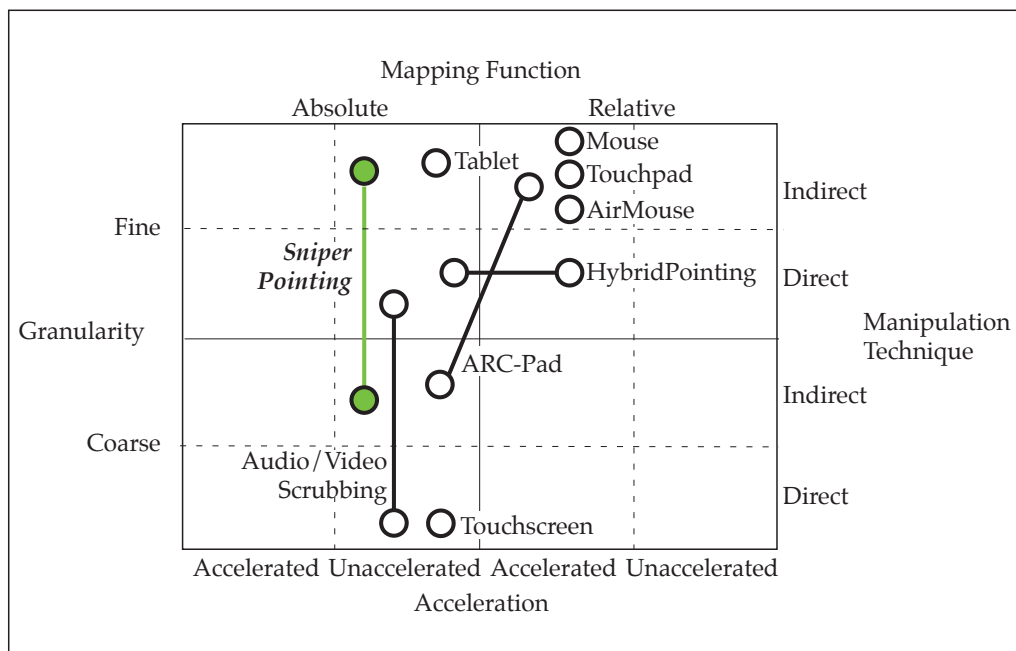 Mapping Function
Absolute
Relative
Mouse
Tablet
Touchpad
Indirect
AirMouse
Fine
Sniper
Pointing
HybridPointing
Direct
Granularity
Manipulation
Technique
ARC-Pad
Indirect
Coarse
Audio/Video
Scrubbing
Direct
Touchscreen
Accelerated Unaccelerated Accelerated Unaccelerated
Acceleration